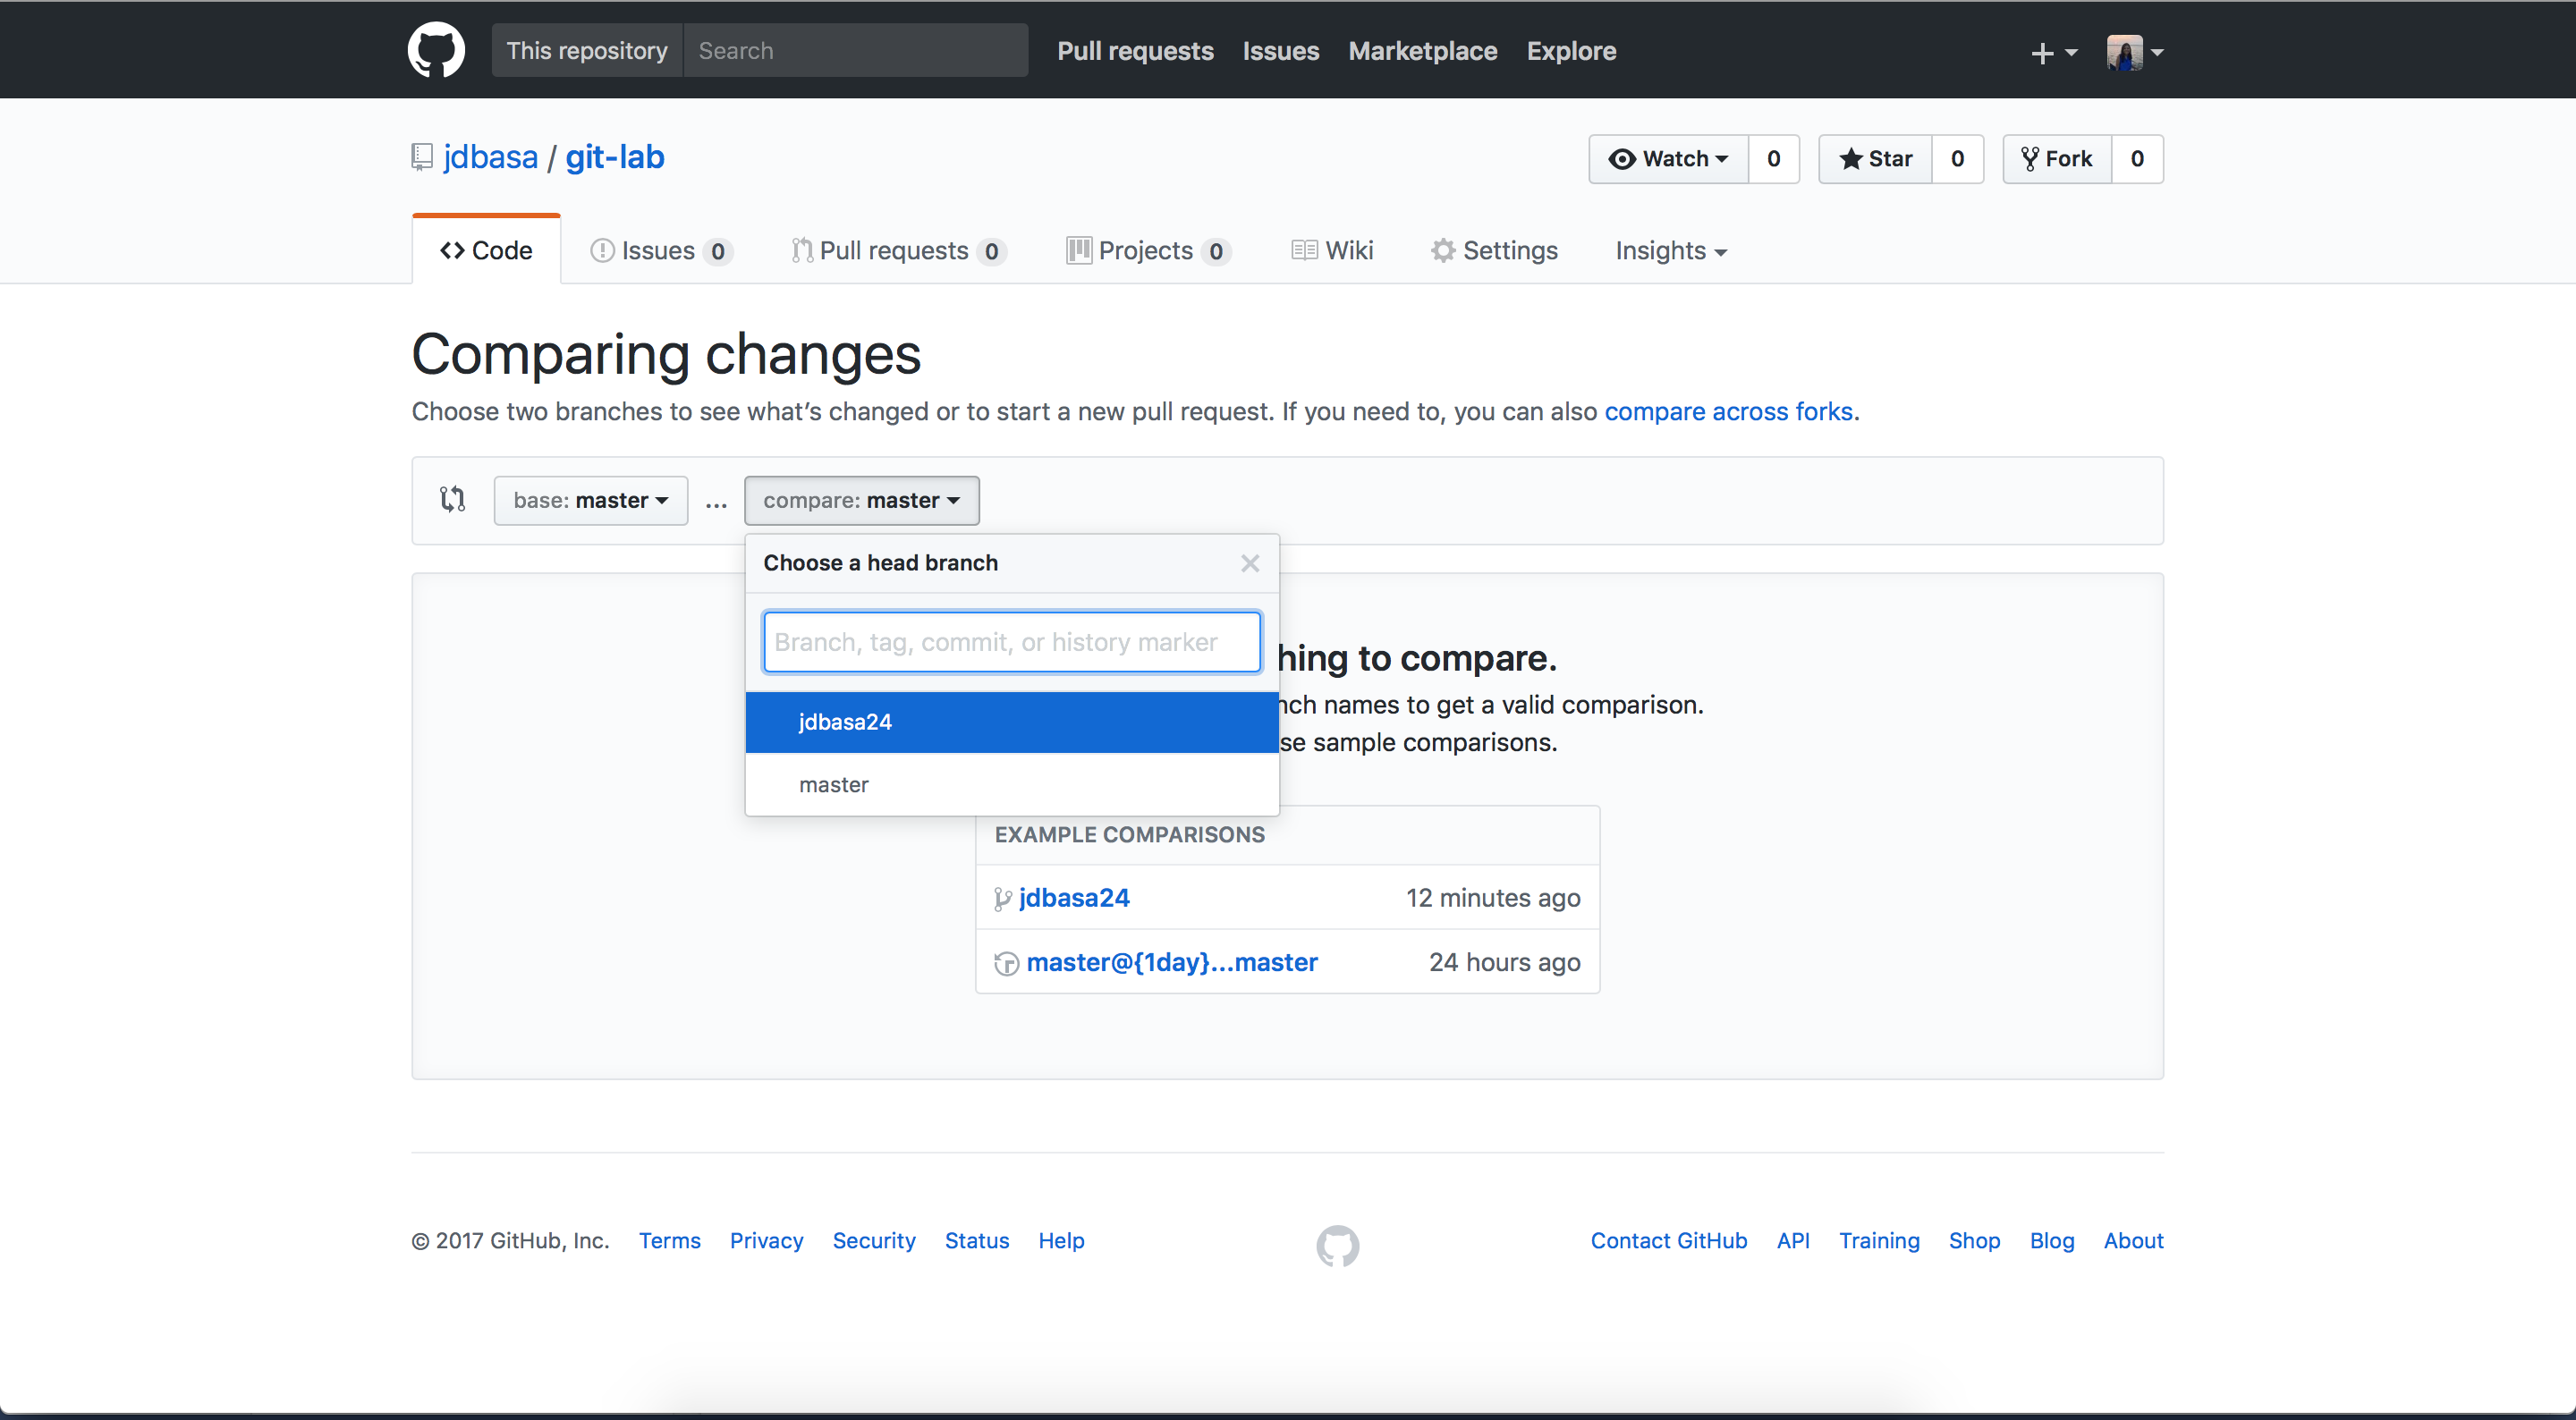 This repository Search Pull requests Issues Marketplace Explore
jdbasa / git-lab Watch 0 Star 0 Fork 0
Code Issues 0 Pull requests 0 Projects 0 Wiki Settings Insights
Comparing changes
Choose two branches to see what’s changed or to start a new pull request. If you need to, you can also compare across forks.
base: master ... compare: master
Choose a head branch
Branch, tag, commit, or history marker
jdbasa24
master
hing to compare.
nch names to get a valid comparison.
se sample comparisons.
EXAMPLE COMPARISONS
jdbasa24 12 minutes ago
master@{1day}...master 24 hours ago
© 2017 GitHub, Inc. Terms Privacy Security Status Help Contact GitHub API Training Shop Blog About